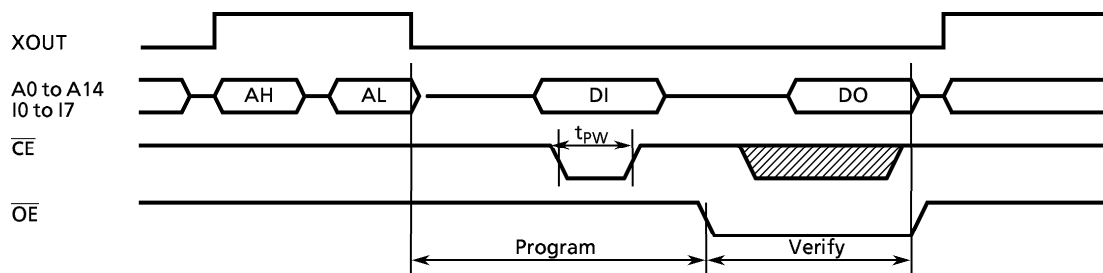 XOUT
A0 to A14
I0 to I7
AH
AL
DI
DO
CE
tPW
OE
Program
Verify